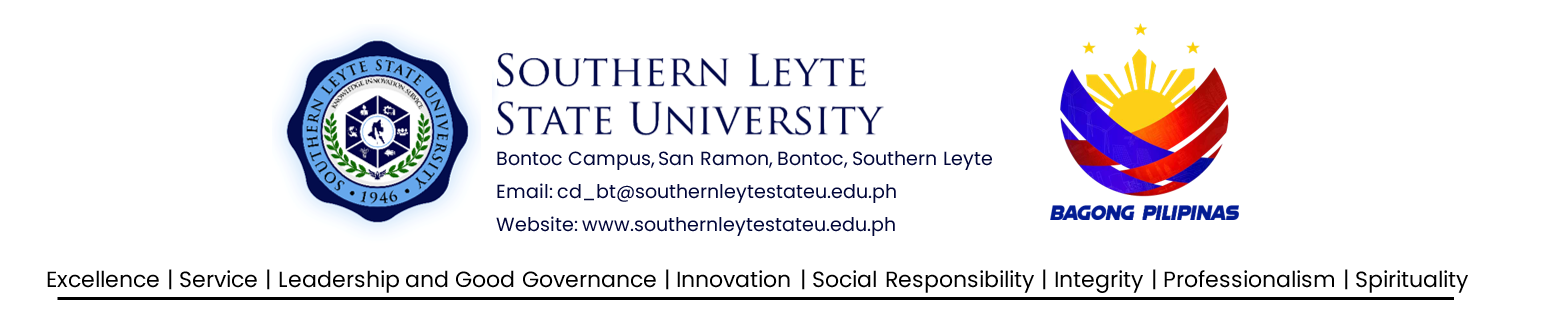 SOUTHERN LEYTE STATE UNIVERSITY
KNOWLEDGE INNOVATION SERVICE
• 1946 •
SOUTHERN LEYTE
STATE UNIVERSITY
Bontoc Campus, San Ramon, Bontoc, Southern Leyte
Email: cd_bt@southernleytestateu.edu.ph
Website: www.southernleytestateu.edu.ph
BAGONG PILIPINAS
Excellence | Service | Leadership and Good Governance | Innovation | Social Responsibility | Integrity | Professionalism | Spirituality